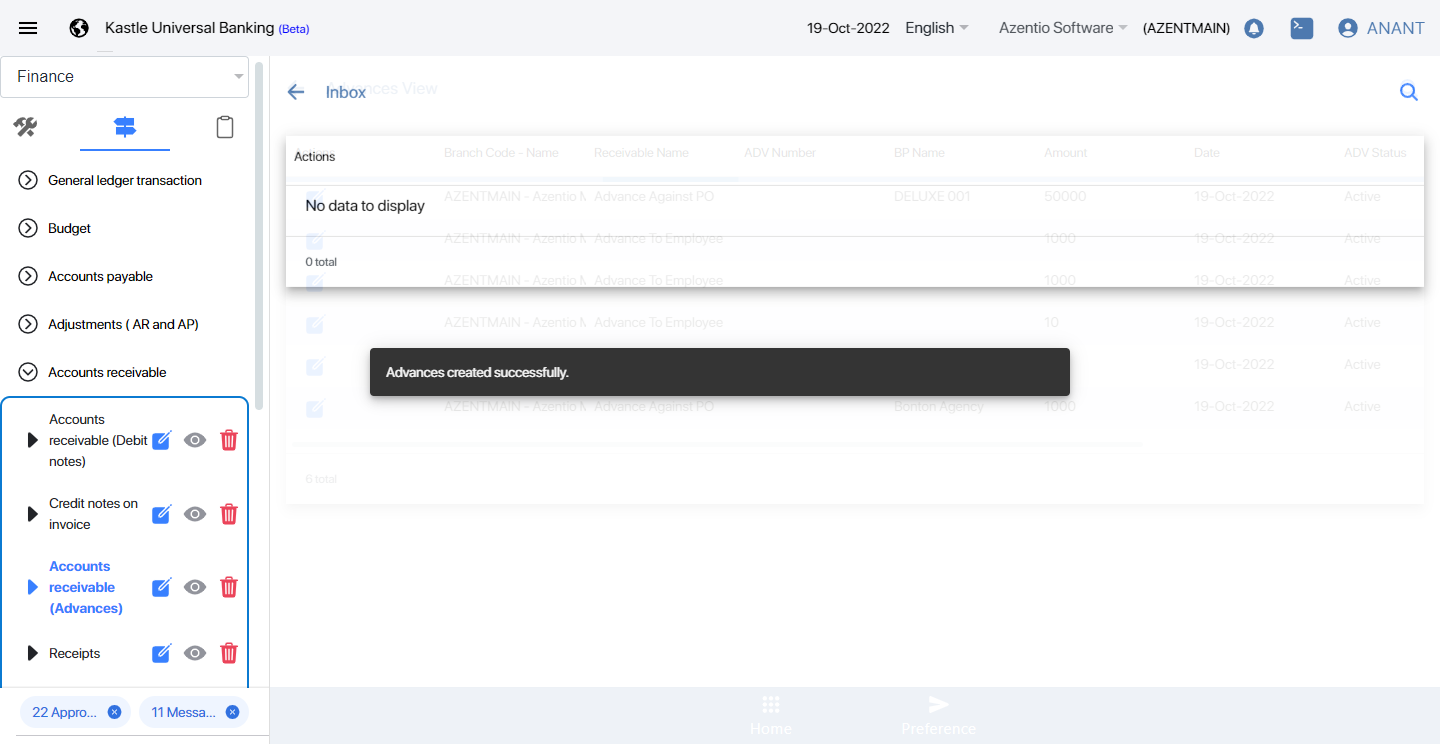 Kastle Universal Banking (Beta)
19-Oct-2022
English
Azentio Software
(AZENTMAIN)
ANANT
Finance
General ledger transaction
Budget
Accounts payable
Adjustments ( AR and AP)
Accounts receivable
Accounts
receivable (Debit
notes)
Credit notes on
invoice
Accounts
receivable
(Advances)
Receipts
22 Appro...
11 Messa...
Inbox
Advances View
Actions
Branch Code - Name Receivable Name ADV Number BP Name Amount Date ADV Status
No data to display
AZENTMAIN - Azentio M Advance Against PO DELUXE 001 50000 19-Oct-2022 Active
AZENTMAIN - Azentio M Advance To Employee 1000 19-Oct-2022 Active
0 total
AZENTMAIN - Azentio M Advance To Employee 1000 19-Oct-2022 Active
AZENTMAIN - Azentio M Advance To Employee 10 19-Oct-2022 Active
19-Oct-2022 Active
Advances created successfully.
AZENTMAIN - Azentio M Advance Against PO Bonton Agency 1000 19-Oct-2022 Active
6 total
Home
Preference